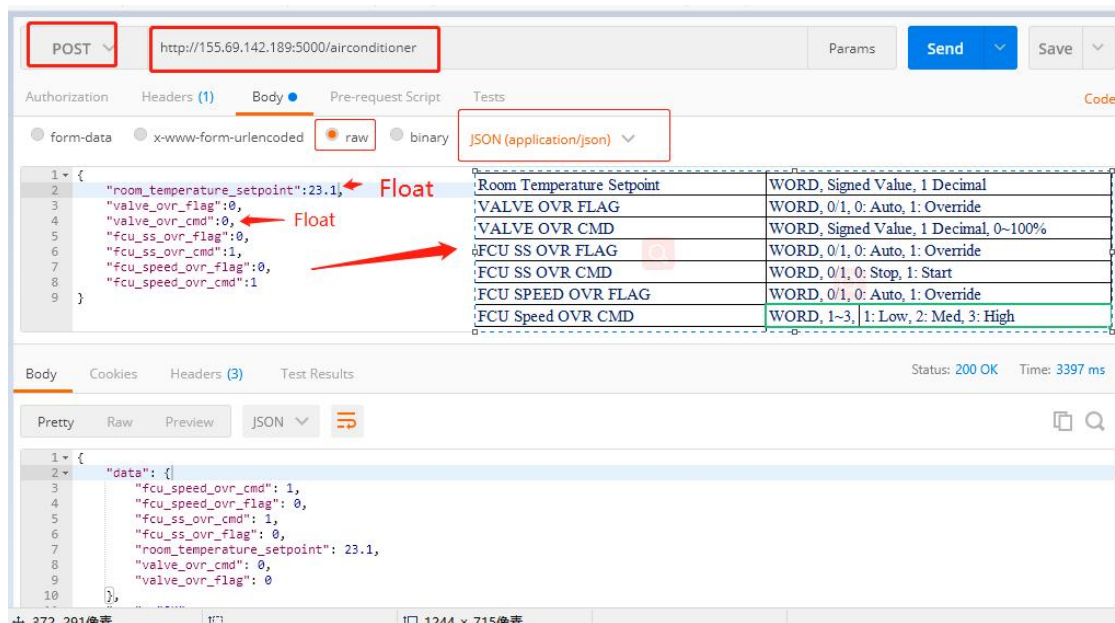 POST http://155.69.142.189:5000/airconditioner Params Send Save
Authorization Headers (1) Body Pre-request Script Tests Code
form-data x-www-form-urlencoded raw binary JSON (application/json)
1 {
2 "room_temperature_setpoint":23.1,
3 "valve_ovr_flag":0,
4 "valve_ovr_cmd":0,
5 "fcu_ss_ovr_flag":0,
6 "fcu_ss_ovr_cmd":1,
7 "fcu_speed_ovr_flag":0,
8 "fcu_speed_ovr_cmd":1
9 }
Float
Float
Room Temperature Setpoint WORD, Signed Value, 1 Decimal
VALVE OVR FLAG WORD, 0/1, 0: Auto, 1: Override
VALVE OVR CMD WORD, Signed Value, 1 Decimal, 0~100%
FCU SS OVR FLAG WORD, 0/1, 0: Auto, 1: Override
FCU SS OVR CMD WORD, 0/1, 0: Stop, 1: Start
FCU SPEED OVR FLAG WORD, 0/1, 0: Auto, 1: Override
FCU Speed OVR CMD WORD, 1~3, 1: Low, 2: Med, 3: High
Body Cookies Headers (3) Test Results Status: 200 OK Time: 3397 ms
Pretty Raw Preview JSON
1 {
2 "data": {
3 "fcu_speed_ovr_cmd": 1,
4 "fcu_speed_ovr_flag": 0,
5 "fcu_ss_ovr_cmd": 1,
6 "fcu_ss_ovr_flag": 0,
7 "room_temperature_setpoint": 23.1,
8 "valve_ovr_cmd": 0,
9 "valve_ovr_flag": 0
10 },
372, 291像素 1244 × 715像素